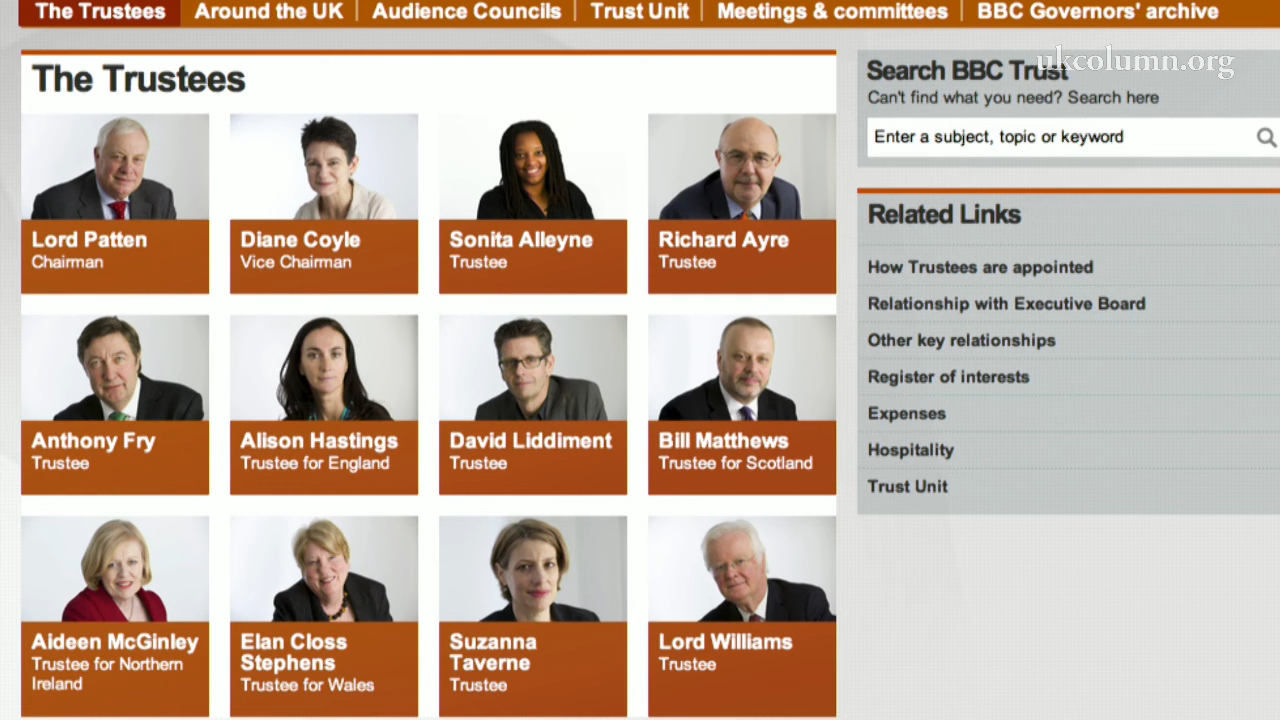 The Trustees
Around the UK
Audience Councils
Trust Unit
Meetings & committees
BBC Governors' archive
The Trustees
Lord Patten
Chairman
Diane Coyle
Vice Chairman
Sonita Alleyne
Trustee
Richard Ayre
Trustee
Anthony Fry
Trustee
Alison Hastings
Trustee for England
David Liddiment
Trustee
Bill Matthews
Trustee for Scotland
Aideen McGinley
Trustee for Northern
Ireland
Elan Closs
Stephens
Trustee for Wales
Suzanna
Taverne
Trustee
Lord Williams
Trustee
ukcolumn.org
Search BBC Trust
Can't find what you need? Search here
Enter a subject, topic or keyword
Related Links
How Trustees are appointed
Relationship with Executive Board
Other key relationships
Register of interests
Expenses
Hospitality
Trust Unit